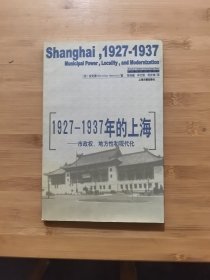 Shanghai ,1927-1937
Municipal Power, Locality, and Modernization
1927-1937年的上海
——市政权、地方性和现代化